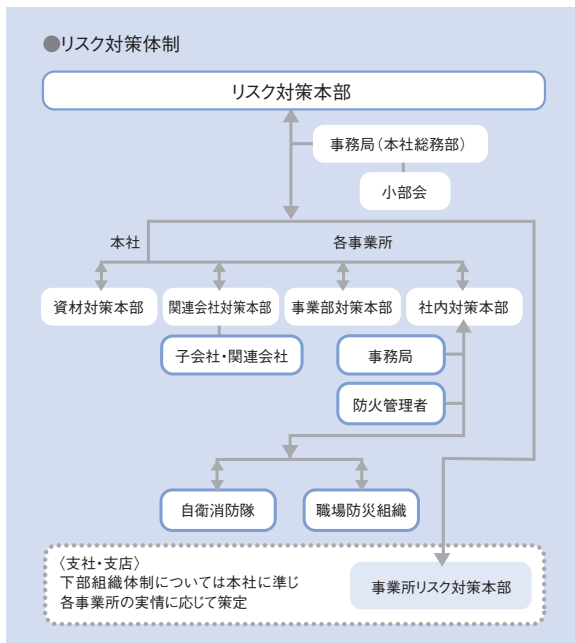 ●リスク対策体制
リスク対策本部
事務局（本社総務部）
小部会
本社
各事業所
資材対策本部
関連会社対策本部
事業部対策本部
社内対策本部
子会社・関連会社
事務局
防火管理者
自衛消防隊
職場防災組織
〈支社・支店〉
下部組織体制については本社に準じ
各事業所の実情に応じて策定
事業所リスク対策本部